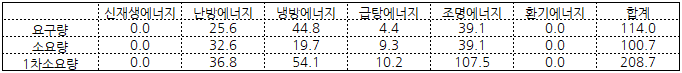 신재생에너지 난방에너지 냉방에너지 급탕에너지 조명에너지 환기에너지 합계
요구량 0.0 25.6 44.8 4.4 39.1 0.0 114.0
소요량 0.0 32.6 19.7 9.3 39.1 0.0 100.7
1차소요량 0.0 36.8 54.1 10.2 107.5 0.0 208.7